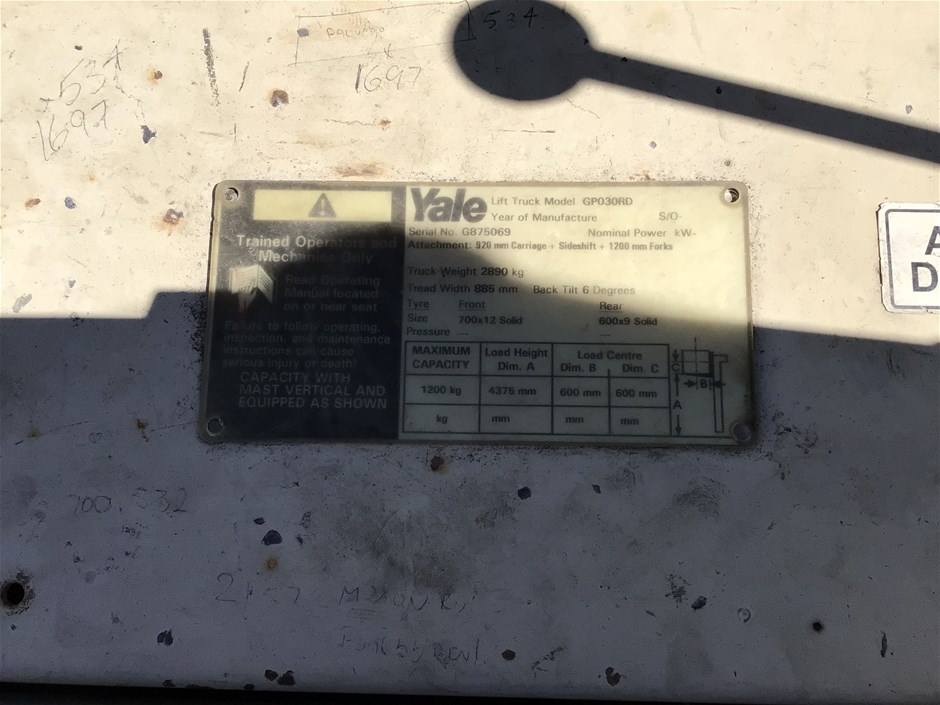 534
1697
534
1697
A
D
Trained Operators and
Mechanics Only
Read Operating
Manual located
on or near seat
Failure to follow operating,
inspection, and maintenance
instructions can cause
serious injury or death!
CAPACITY WITH
MAST VERTICAL AND
EQUIPPED AS SHOWN
Yale Lift Truck Model GP030RD
Year of Manufacture S/O-
Serial No. G875069 Nominal Power kW-
Attachment: 920 mm Carriage + Sideshift + 1200 mm Forks
Truck Weight 2890 kg
Tread Width 885 mm Back Tilt 6 Degrees
Tyre Front Rear
Size 700x12 Solid 600x9 Solid
Pressure — —
MAXIMUM CAPACITY Load Height Dim. A Load Centre Dim. B Dim. C
1200 kg 4375 mm 600 mm 600 mm
kg mm mm mm
C
B
A
700.532